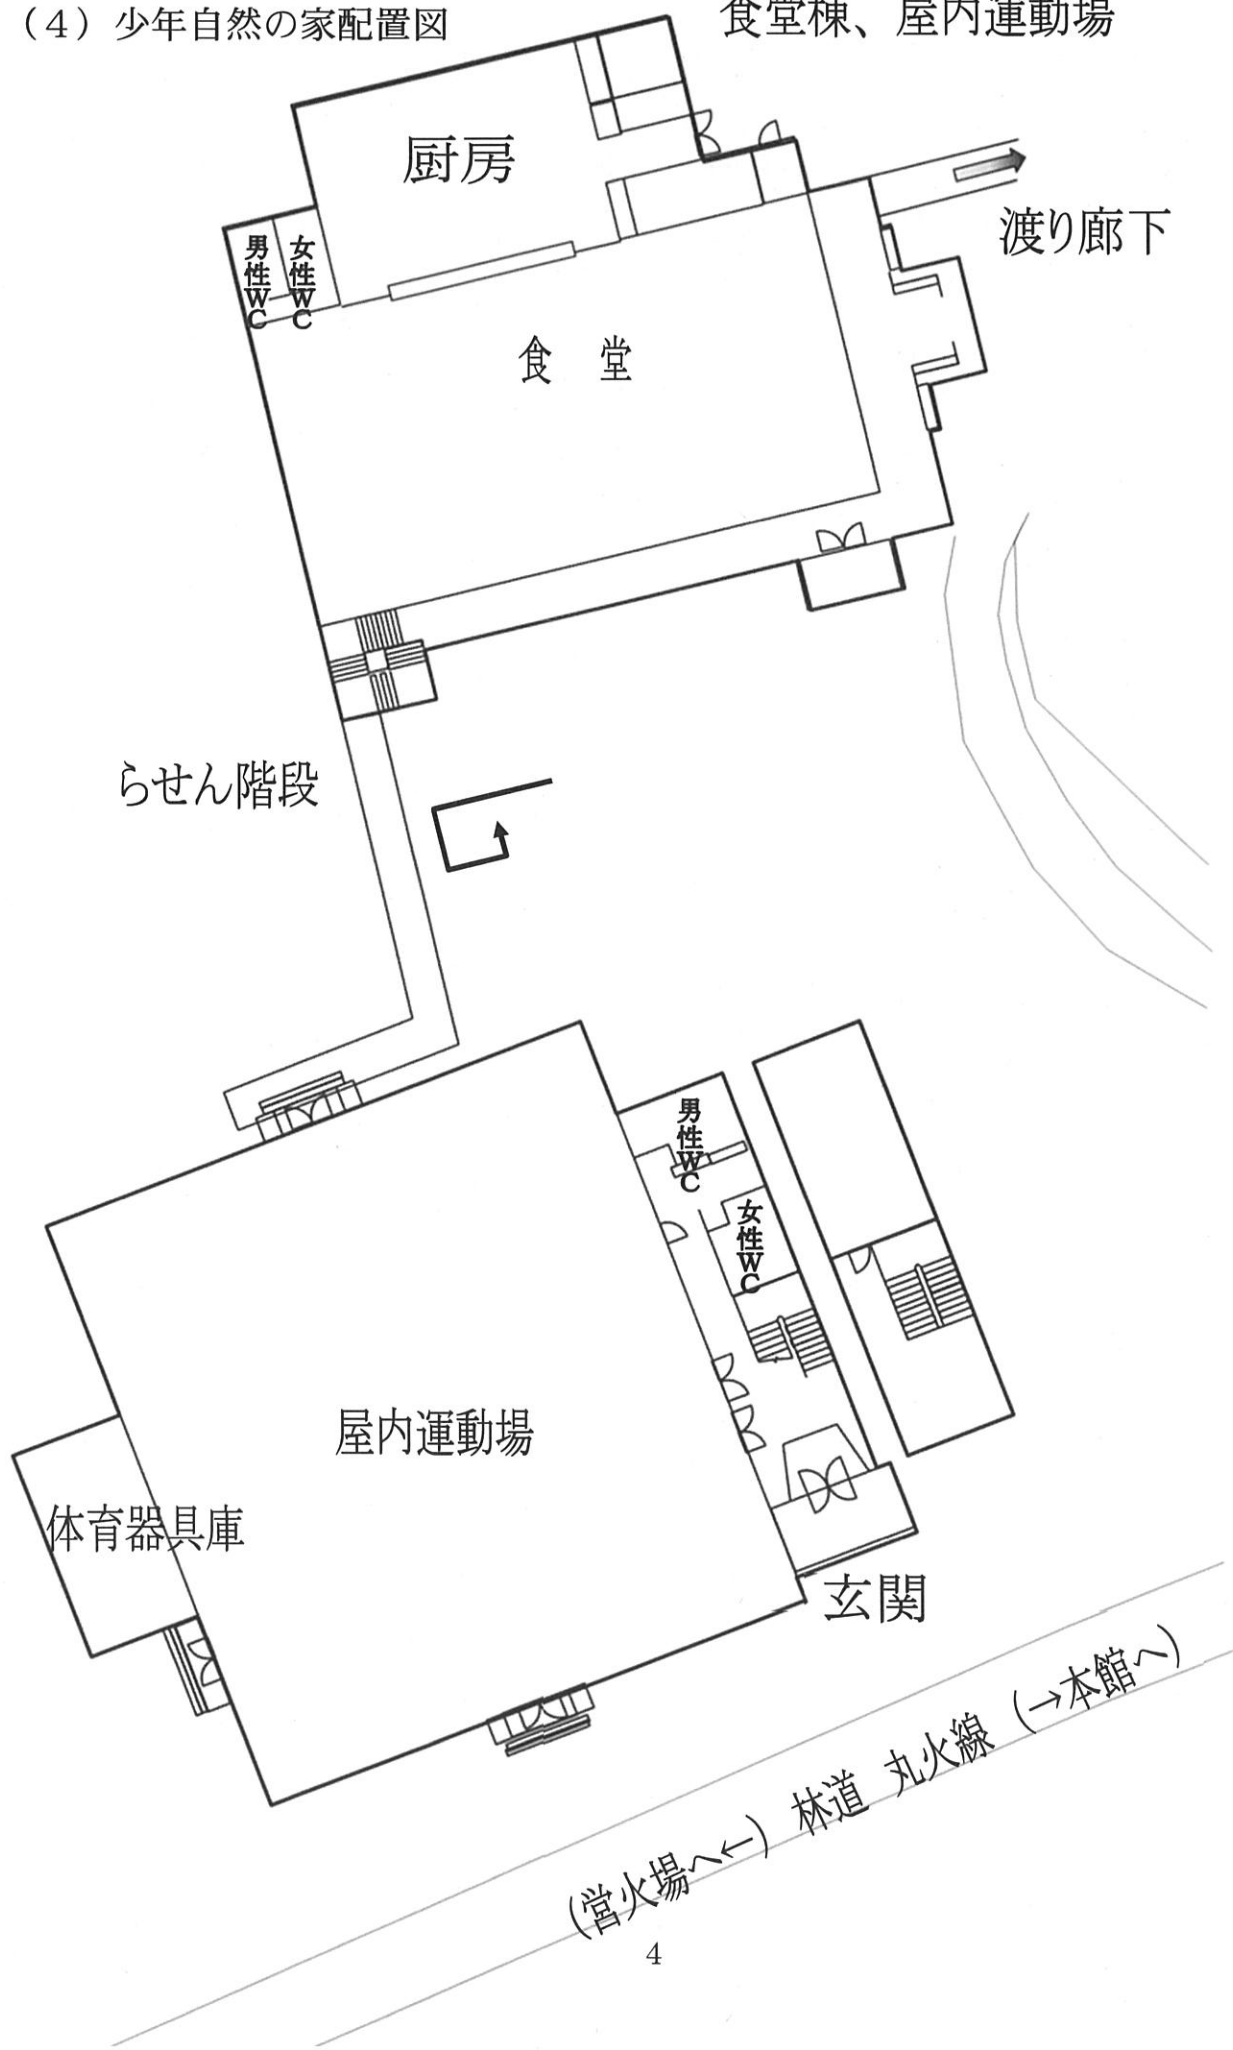 （4）少年自然の家配置図
食堂棟、屋内運動場
厨房
渡り廊下
男性WC
女性WC
食　堂
らせん階段
男性WC
女性WC
屋内運動場
体育器具庫
玄関
（営火場へ←）林道　丸火線（→本館へ）
4